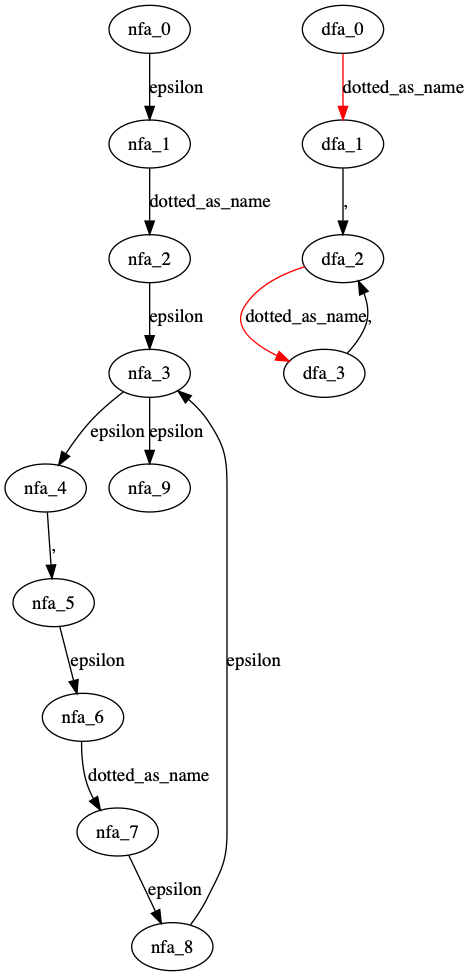 nfa_0
dfa_0
epsilon
dotted_as_name
nfa_1
dfa_1
dotted_as_name
,
nfa_2
dfa_2
epsilon
dotted_as_name
,
nfa_3
dfa_3
epsilon
epsilon
nfa_4
nfa_9
,
nfa_5
epsilon
epsilon
nfa_6
dotted_as_name
nfa_7
epsilon
nfa_8